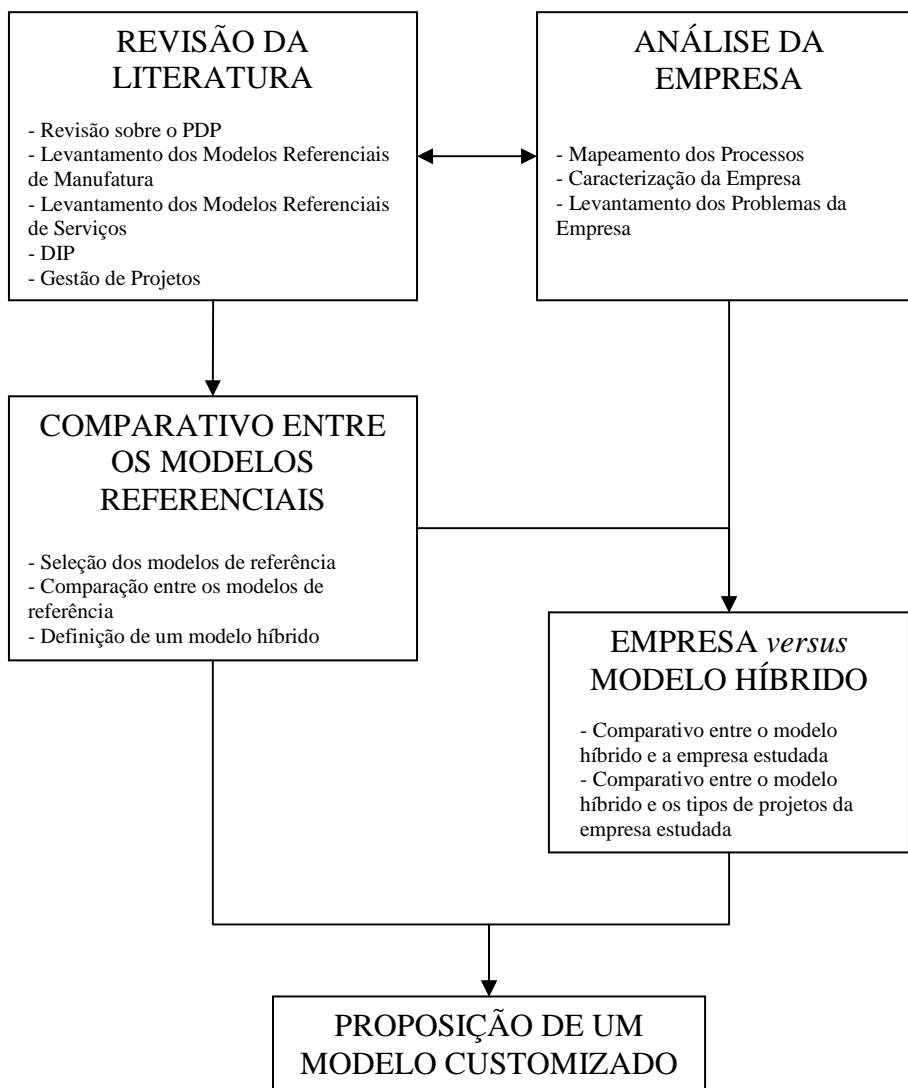 REVISÃO DA
LITERATURA
- Revisão sobre o PDP
- Levantamento dos Modelos Referenciais
de Manufatura
- Levantamento dos Modelos Referenciais
de Serviços
- DIP
- Gestão de Projetos
ANÁLISE DA
EMPRESA
- Mapeamento dos Processos
- Caracterização da Empresa
- Levantamento dos Problemas da
Empresa
COMPARATIVO ENTRE
OS MODELOS
REFERENCIAIS
- Seleção dos modelos de referência
- Comparação entre os modelos de
referência
- Definição de um modelo híbrido
EMPRESA versus
MODELO HÍBRIDO
- Comparativo entre o modelo
híbrido e a empresa estudada
- Comparativo entre o modelo
híbrido e os tipos de projetos da
empresa estudada
PROPOSIÇÃO DE UM
MODELO CUSTOMIZADO